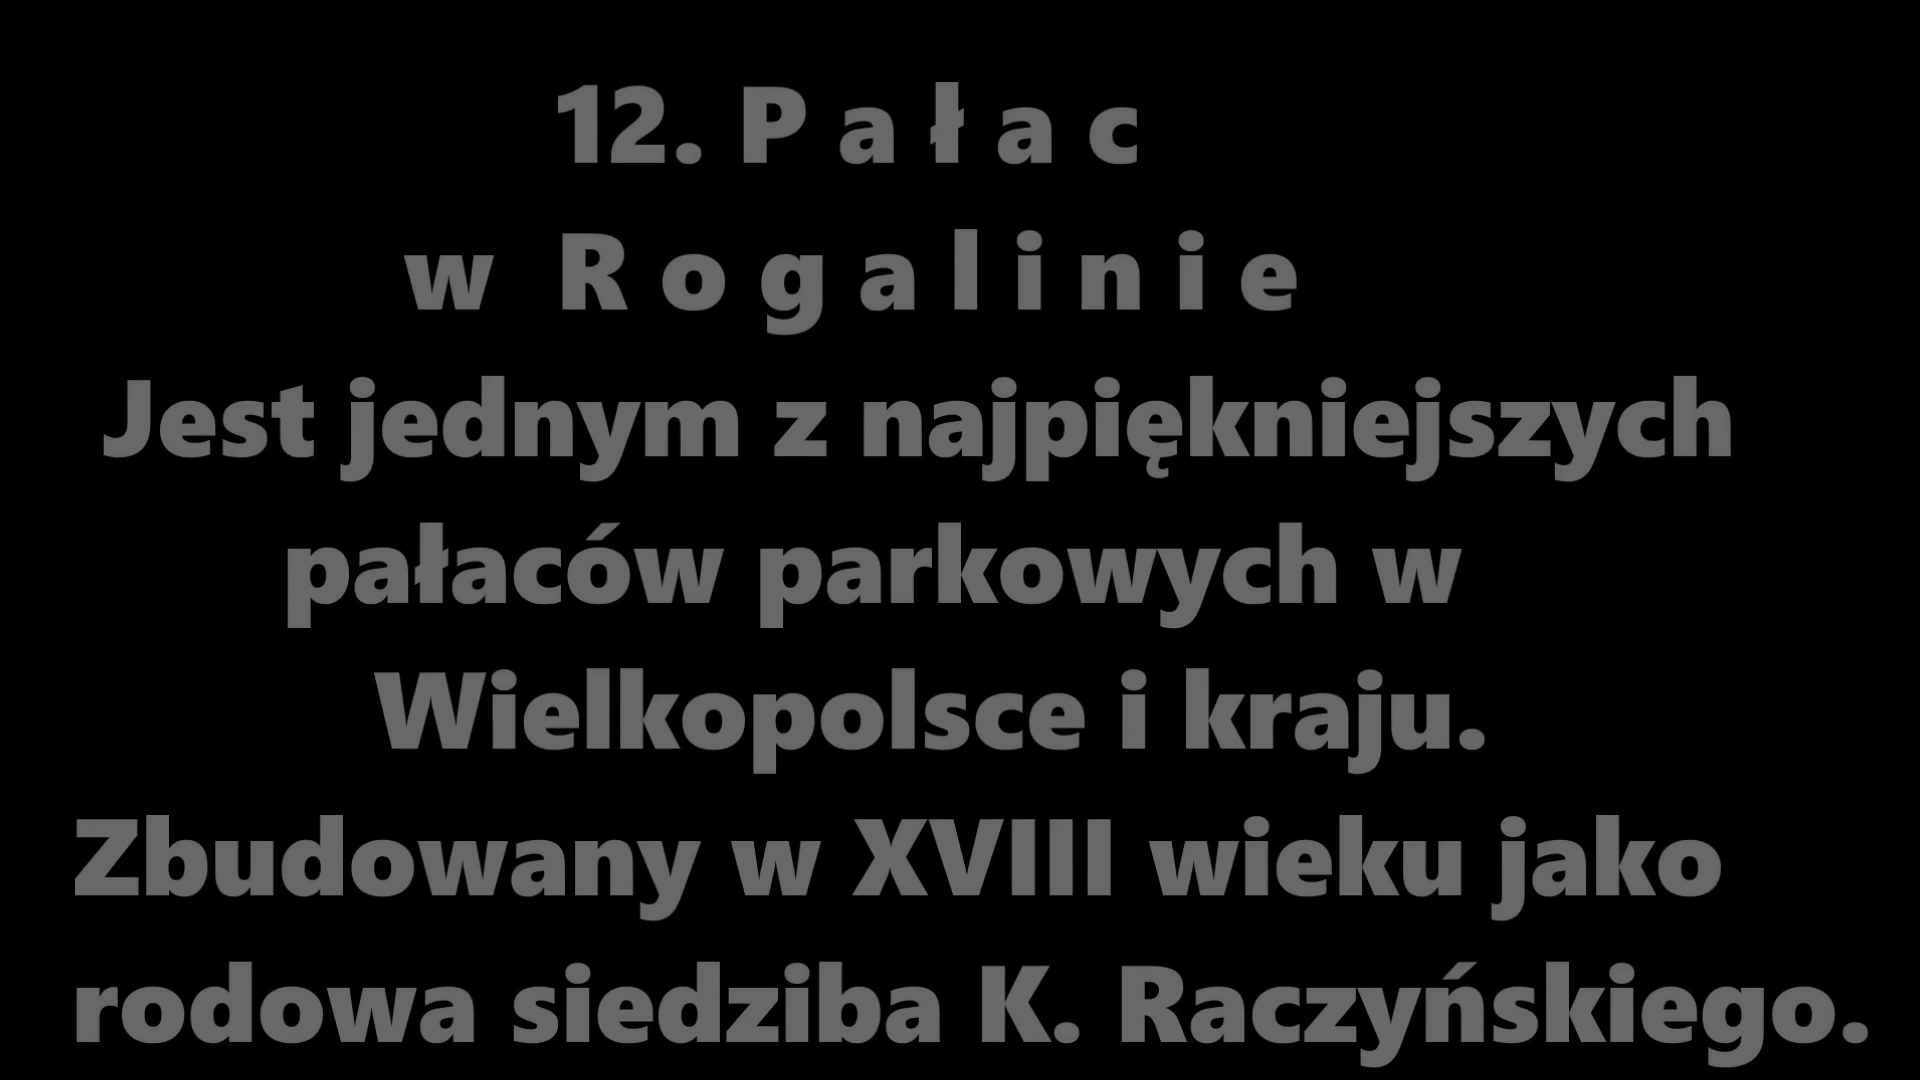 12. P a ł a c
w R o g a l i n i e
Jest jednym z najpiękniejszych
pałaców parkowych w
Wielkopolsce i kraju.
Zbudowany w XVIII wieku jako
rodowa siedziba K. Raczyńskiego.